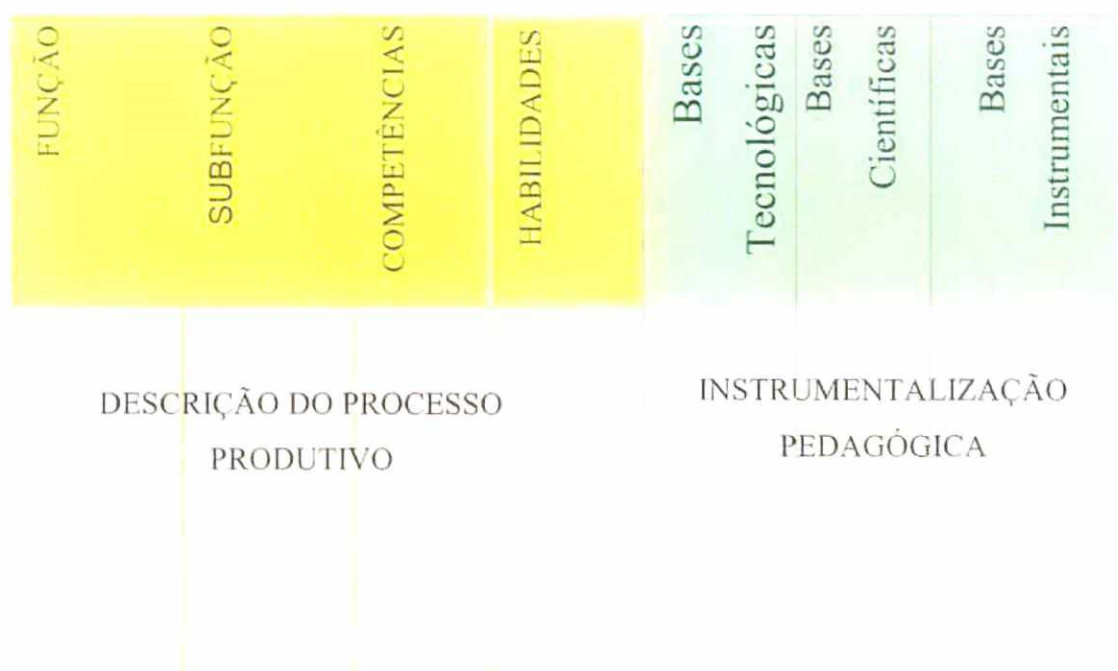 FUNÇÃO
SUBFUNÇÃO
COMPETÊNCIAS
HABILIDADES
Bases
Tecnológicas
Bases
Científicas
Bases
Instrumentais
DESCRIÇÃO DO PROCESSO
PRODUTIVO
INSTRUMENTALIZAÇÃO
PEDAGÓGICA